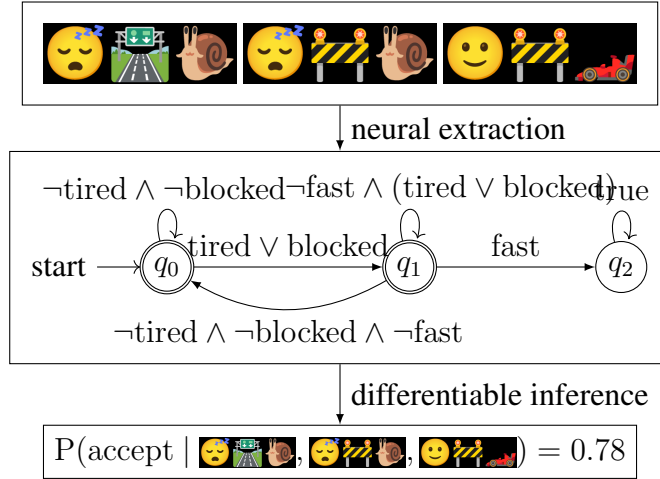 neural extraction
¬tired ∧ ¬blocked ¬fast ∧ (tired ∨ blocked) true
start q₀ tired ∨ blocked q₁ fast q₂
¬tired ∧ ¬blocked ∧ ¬fast
differentiable inference
P(accept | 😴🛣️🐌, 😴🚧🐌, 🙂🚧🏎️) = 0.78